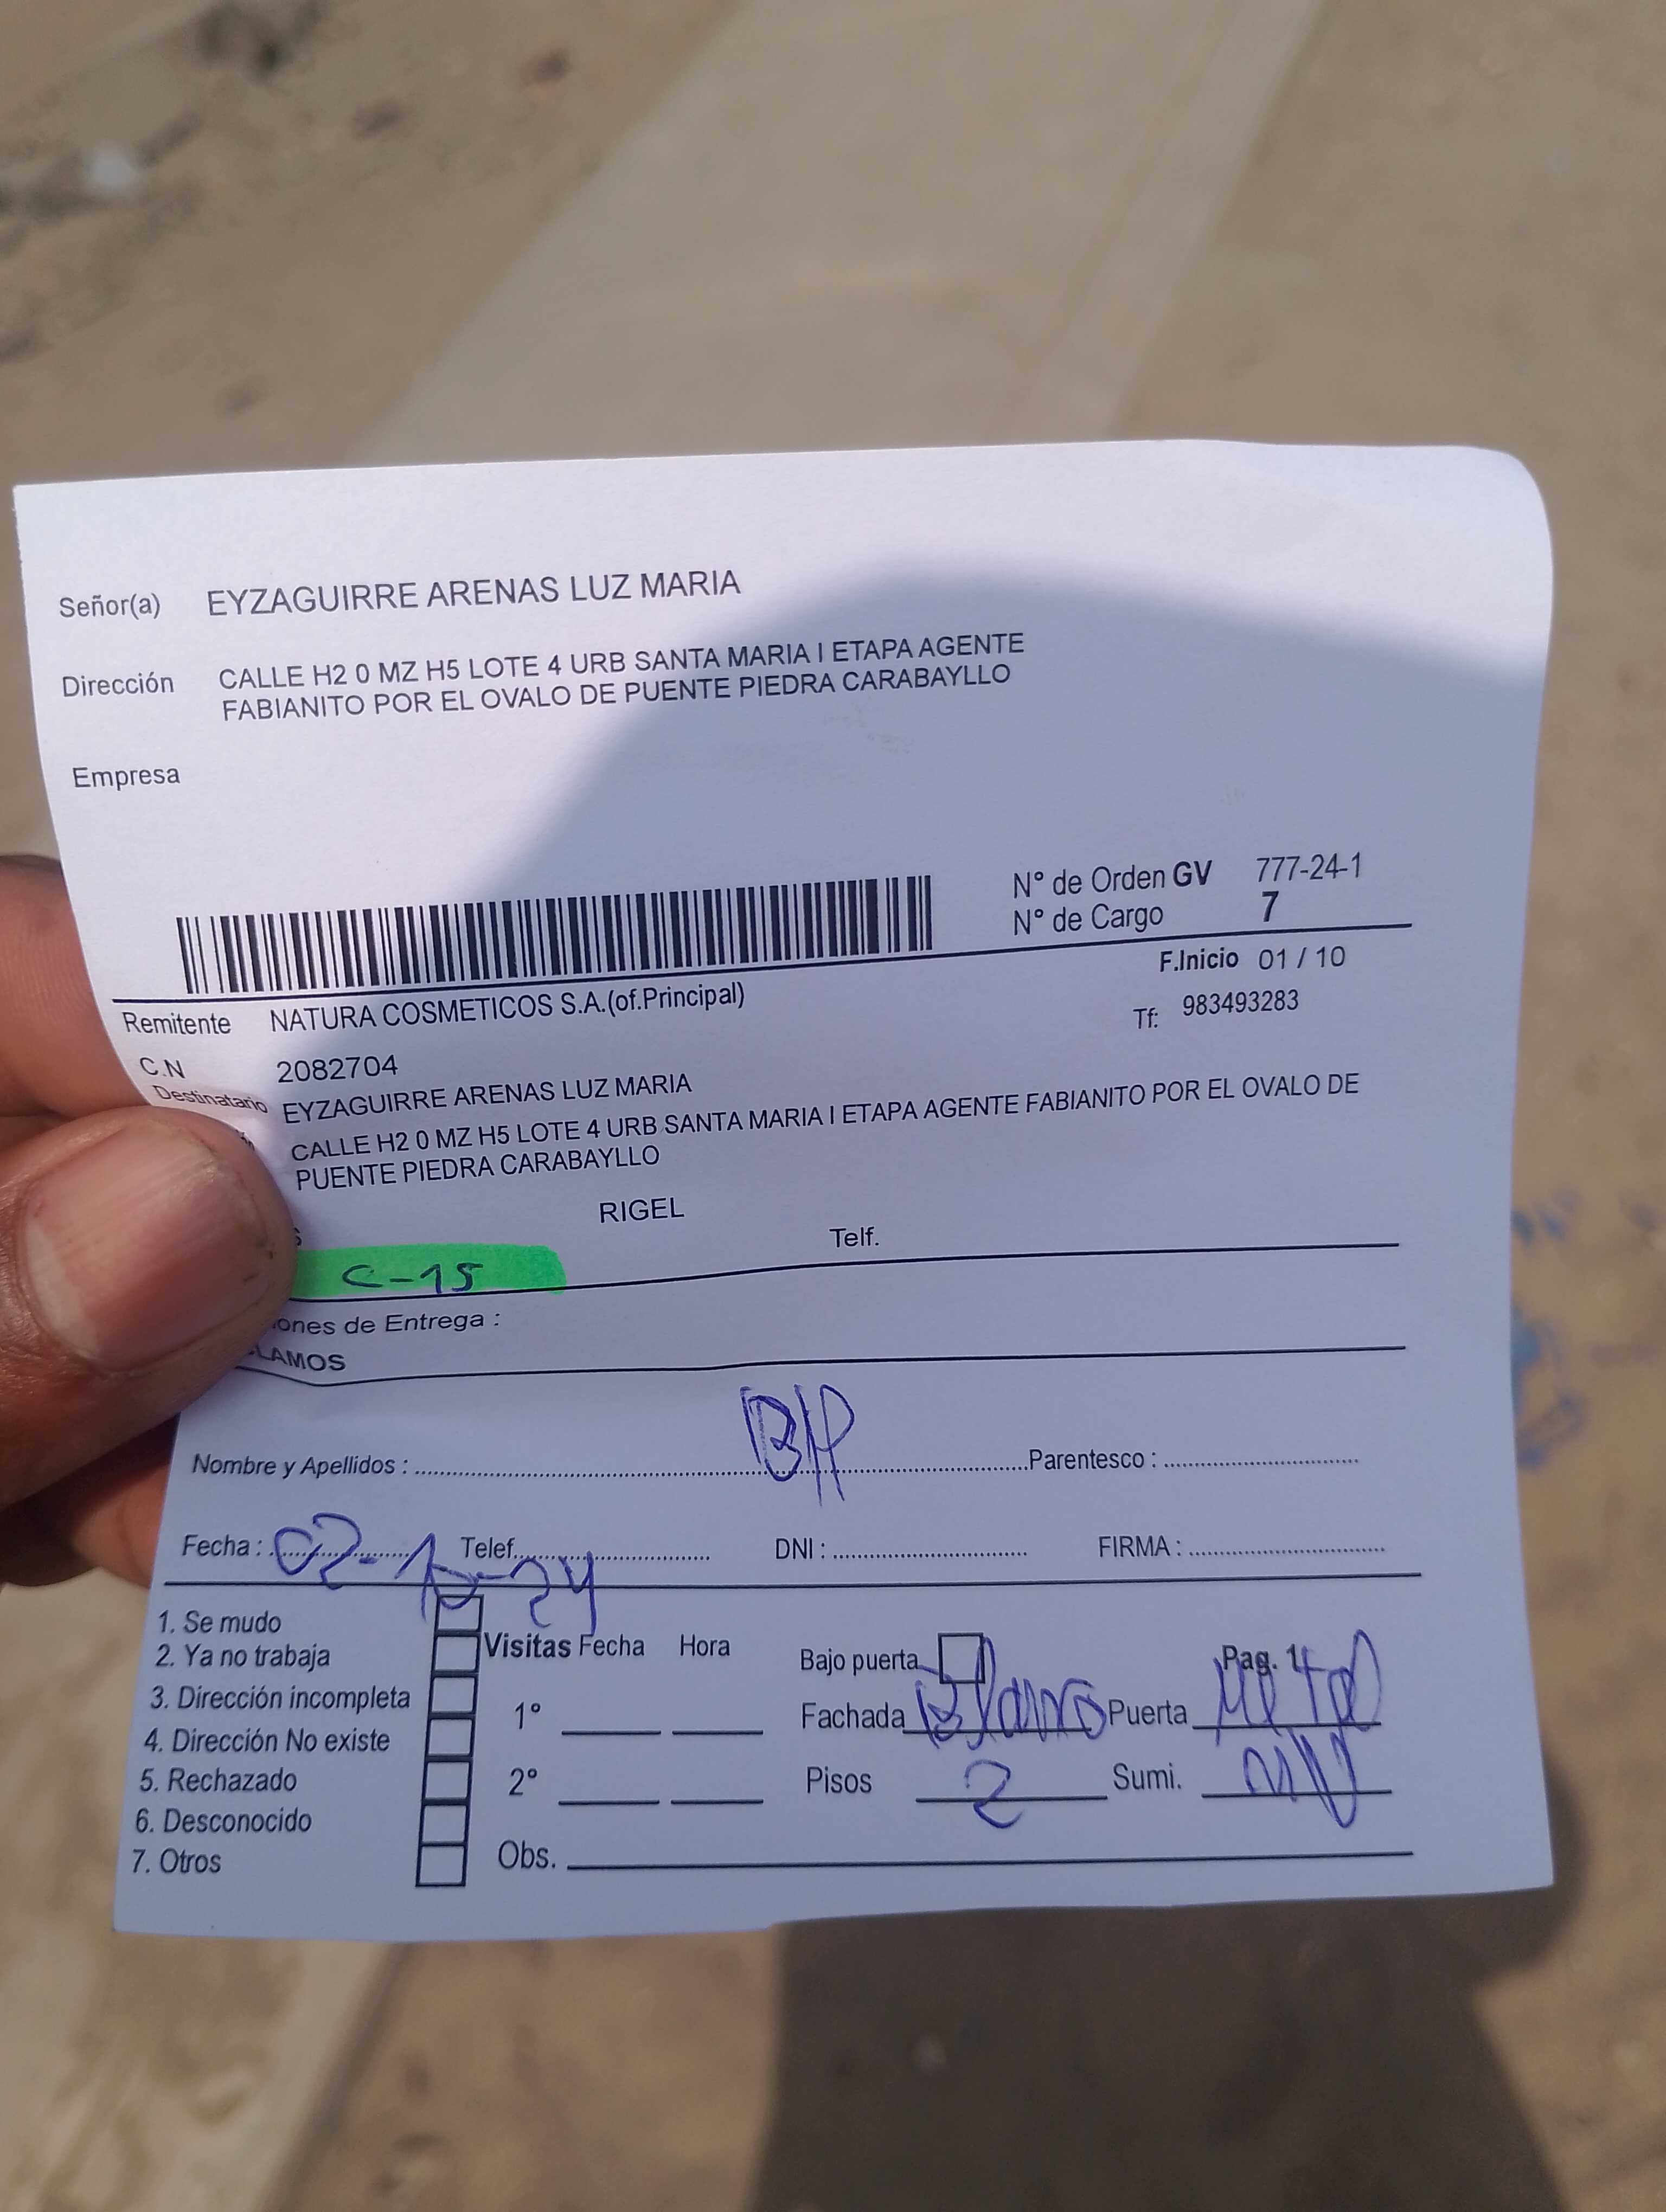 Señor(a) EYZAGUIRRE ARENAS LUZ MARIA
Dirección CALLE H2 0 MZ H5 LOTE 4 URB SANTA MARIA I ETAPA AGENTE
FABIANITO POR EL OVALO DE PUENTE PIEDRA CARABAYLLO
Empresa
N° de Orden GV 777-24-1
N° de Cargo 7
F.Inicio 01 / 10
Remitente NATURA COSMETICOS S.A.(of.Principal)
Tf: 983493283
C.N 2082704
Destinatario EYZAGUIRRE ARENAS LUZ MARIA
CALLE H2 0 MZ H5 LOTE 4 URB SANTA MARIA I ETAPA AGENTE FABIANITO POR EL OVALO DE
PUENTE PIEDRA CARABAYLLO
RIGEL
Telf.
C-15
ones de Entrega :
LAMOS
Nombre y Apellidos : B/P Parentesco :
Fecha : 02-10-24 Telef. DNI : FIRMA :
1. Se mudo
2. Ya no trabaja
3. Dirección incompleta
4. Dirección No existe
5. Rechazado
6. Desconocido
7. Otros
Visitas Fecha Hora
1°
2°
Obs.
Bajo puerta Pag. 1
Fachada Blanco Puerta Metal
Pisos 2 Sumi.